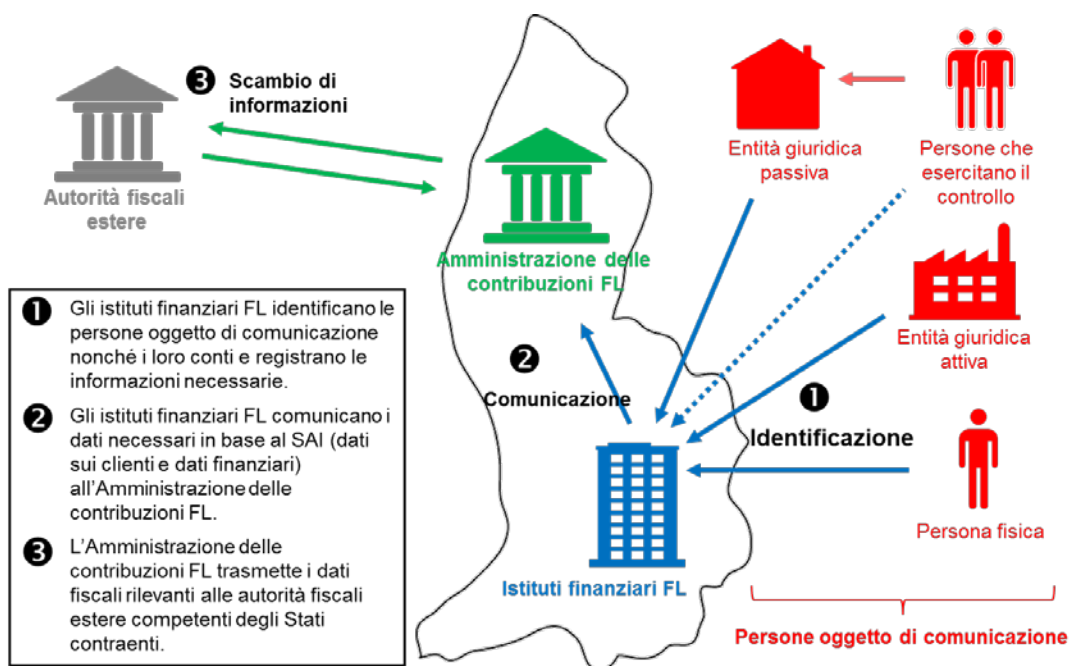 ❸ Scambio di
informazioni
Autorità fiscali
estere
Amministrazione delle
contribuzioni FL
Entità giuridica
passiva
Persone che
esercitano il
controllo
Entità giuridica
attiva
❷
Comunicazione
❶
Identificazione
Persona fisica
Istituti finanziari FL
Persone oggetto di comunicazione
❶ Gli istituti finanziari FL identificano le
persone oggetto di comunicazione
nonché i loro conti e registrano le
informazioni necessarie.
❷ Gli istituti finanziari FL comunicano i
dati necessari in base al SAI (dati
sui clienti e dati finanziari)
all'Amministrazione delle
contribuzioni FL.
❸ L'Amministrazione delle
contribuzioni FL trasmette i dati
fiscali rilevanti alle autorità fiscali
estere competenti degli Stati
contraenti.